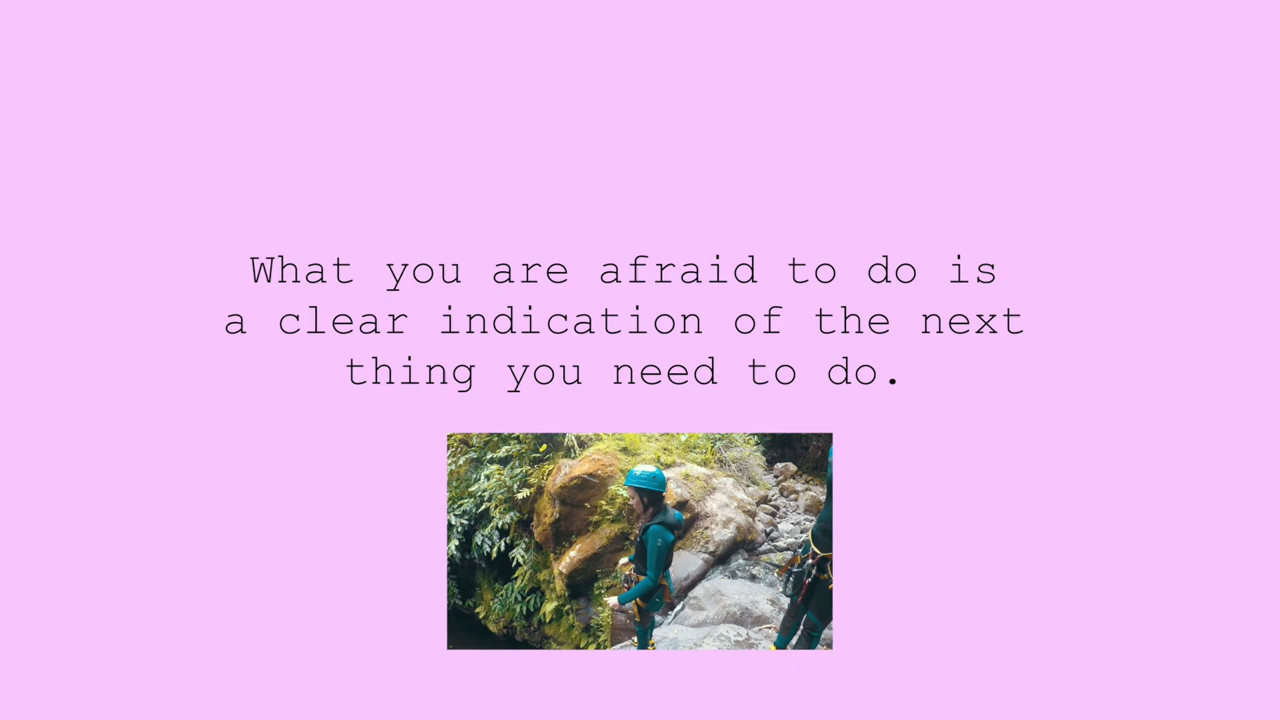 What you are afraid to do is
a clear indication of the next
thing you need to do.